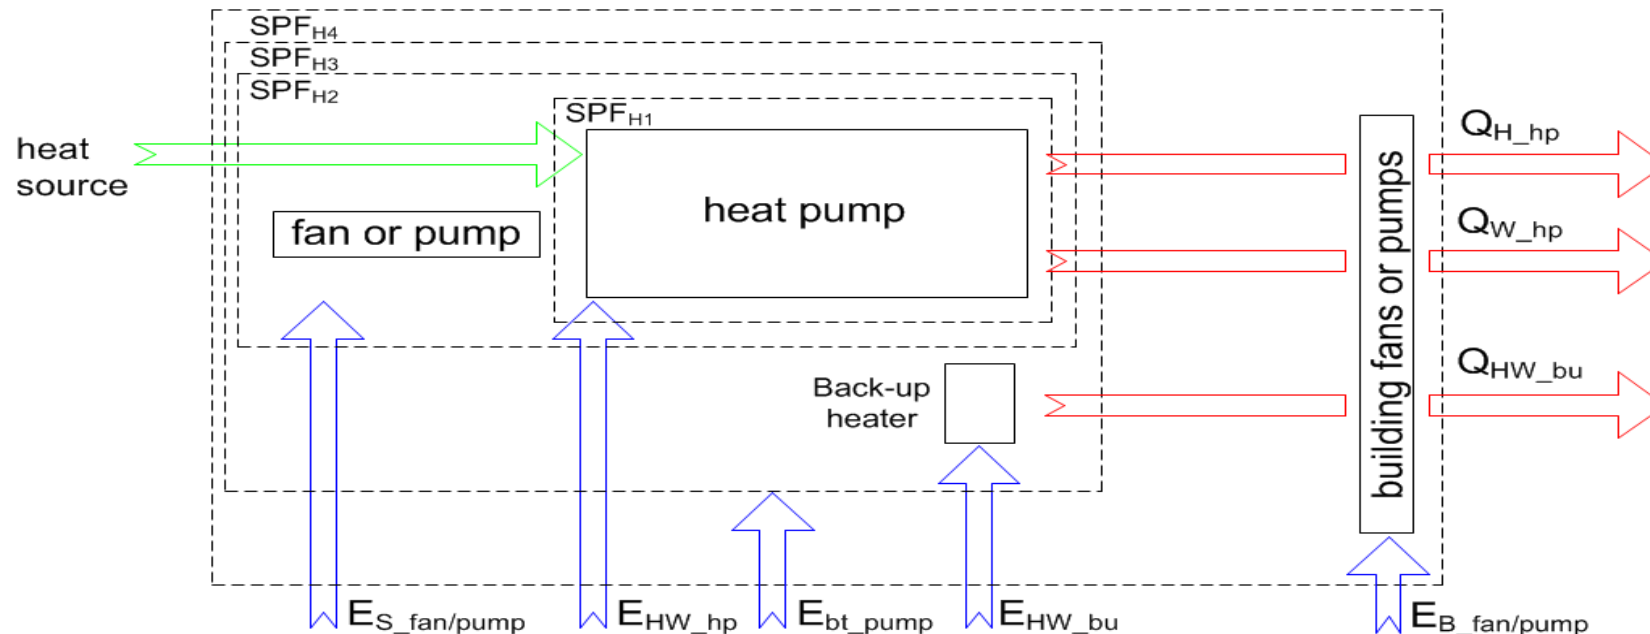 SPFH4
SPFH3
SPFH2
SPFH1
heat
source
heat pump
fan or pump
Back-up
heater
building fans or pumps
QH_hp
QW_hp
QHW_bu
ES_fan/pump
EHW_hp
Ebt_pump
EHW_bu
EB_fan/pump